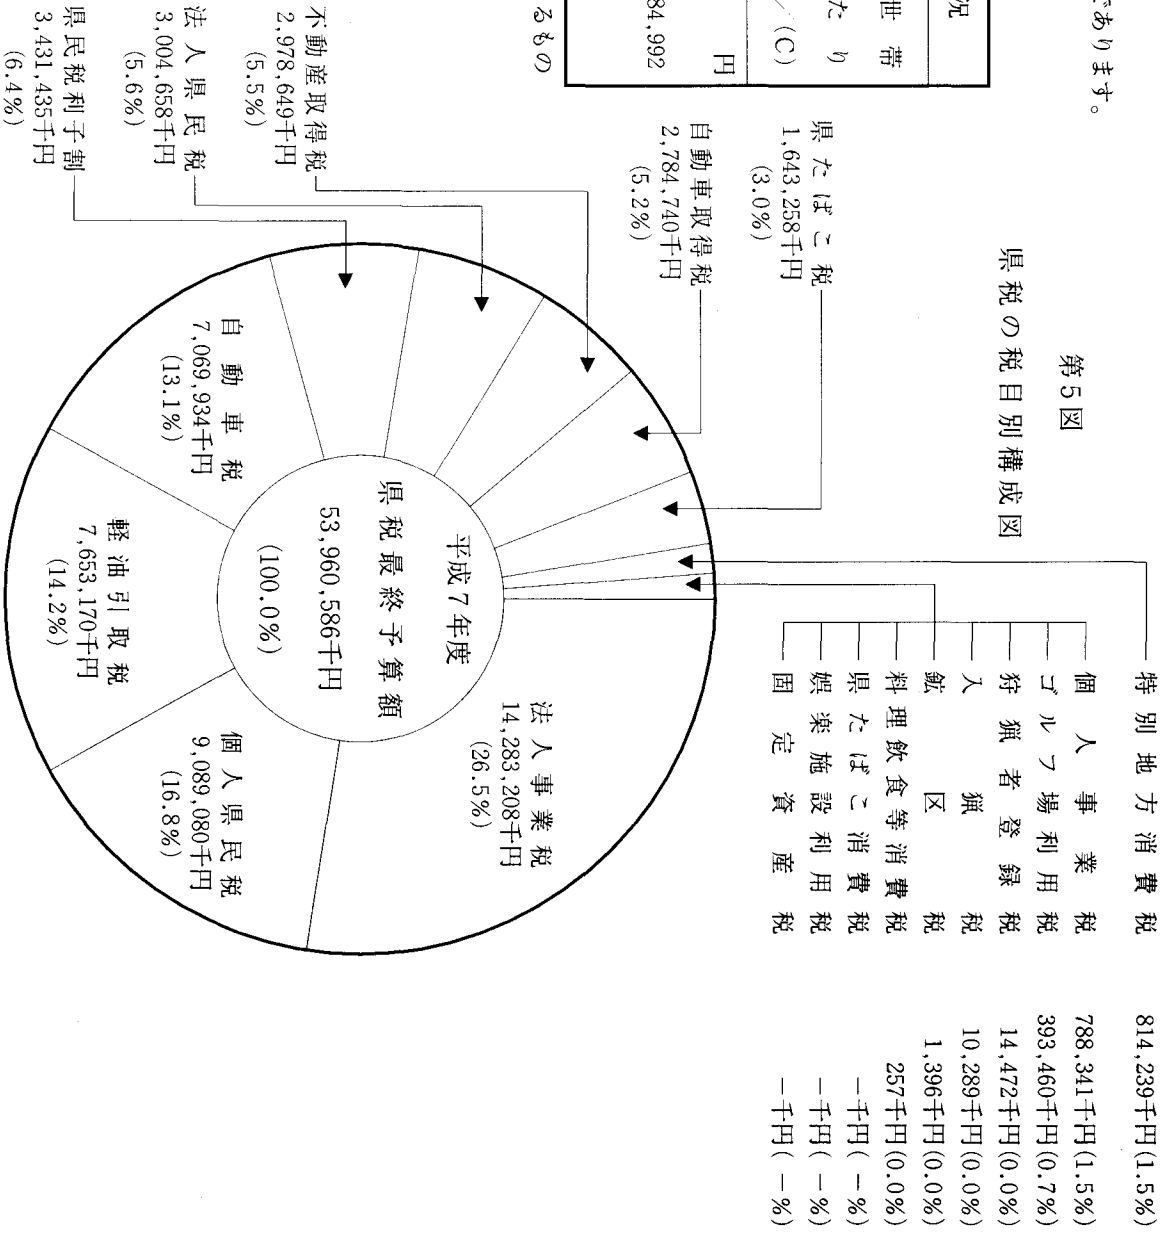 であります。
況
世帯
たり
／(C)
円
84,992
るもの
第5図
県税の税目別構成図
平成7年度
県税最終予算額
53,960,586千円
(100.0%)
法人事業税
14,283,208千円
(26.5%)
個人県民税
9,089,080千円
(16.8%)
軽油引取税
7,653,170千円
(14.2%)
自動車税
7,069,934千円
(13.1%)
県民税利子割
3,431,435千円
(6.4%)
法人県民税
3,004,658千円
(5.6%)
不動産取得税
2,978,649千円
(5.5%)
自動車取得税
2,784,740千円
(5.2%)
県たばこ税
1,643,258千円
(3.0%)
特別地方消費税 814,239千円(1.5%)
個人事業税 788,341千円(1.5%)
ゴルフ場利用税 393,460千円(0.7%)
狩猟者登録税 14,472千円(0.0%)
入猟税 10,289千円(0.0%)
鉱区税 1,396千円(0.0%)
料理飲食等消費税 257千円(0.0%)
県たばこ消費税 －千円(－%)
娯楽施設利用税 －千円(－%)
固定資産税 －千円(－%)